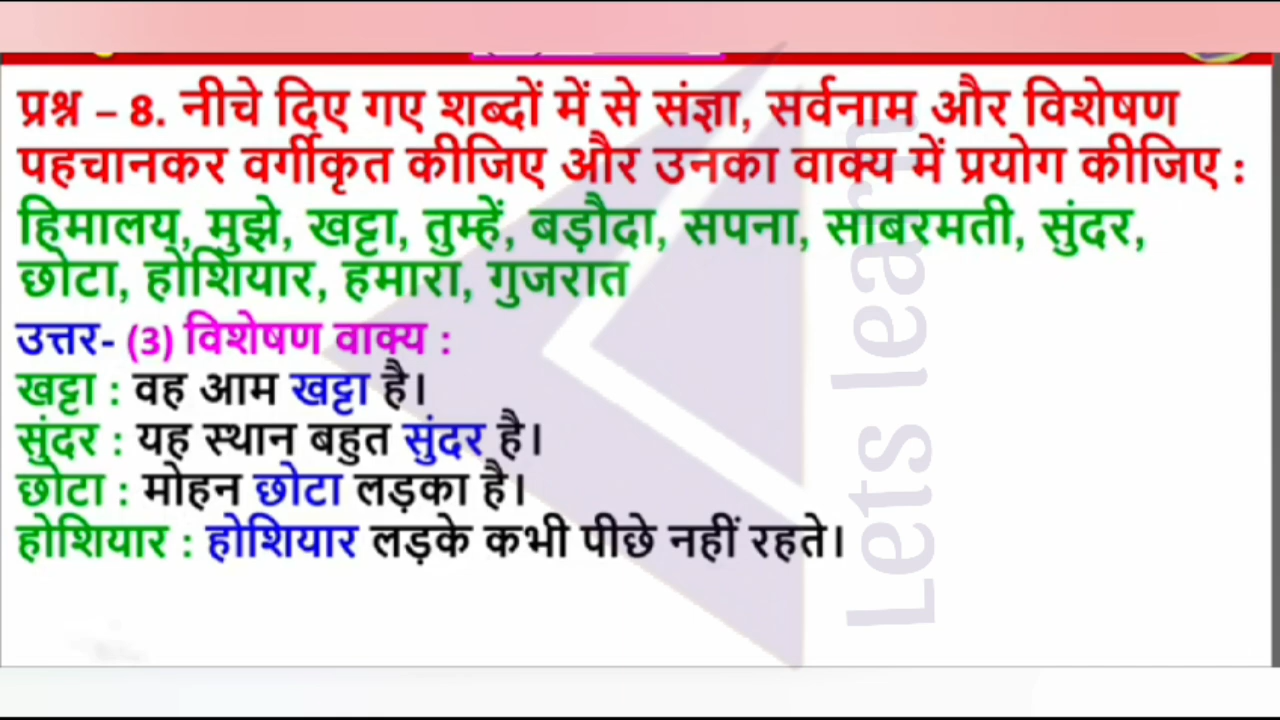 प्रश्न – 8. नीचे दिए गए शब्दों में से संज्ञा, सर्वनाम और विशेषण
पहचानकर वर्गीकृत कीजिए और उनका वाक्य में प्रयोग कीजिए :
हिमालय, मुझे, खट्टा, तुम्हें, बड़ौदा, सपना, साबरमती, सुंदर,
छोटा, होशियार, हमारा, गुजरात
उत्तर- (3) विशेषण वाक्य :
खट्टा : वह आम खट्टा है।
सुंदर : यह स्थान बहुत सुंदर है।
छोटा : मोहन छोटा लड़का है।
होशियार : होशियार लड़के कभी पीछे नहीं रहते।
Lets learn